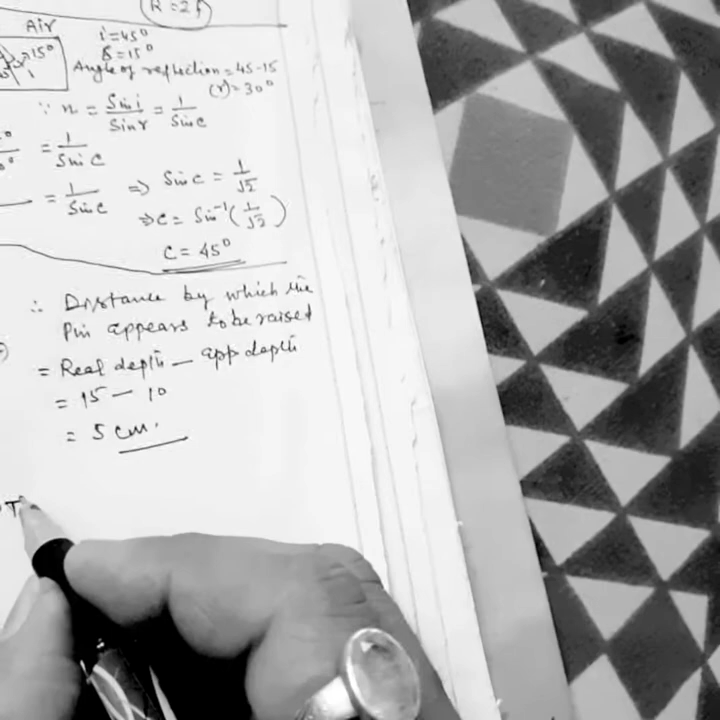 R = 2f
Air
i = 45°
δ = 15°
15°
i
Angle of reflection = 45-15
(r) = 30°
∵ n = Sin i / Sin r = 1 / Sin c
= 1 / Sin c
= 1 / Sin c ⇒ Sin c = 1/√2
⇒ c = Sin⁻¹ (1/√2)
C = 45°
∴ Distance by which the
Pin appears to be raised
= Real depth — app depth
= 15 — 10
= 5 cm.